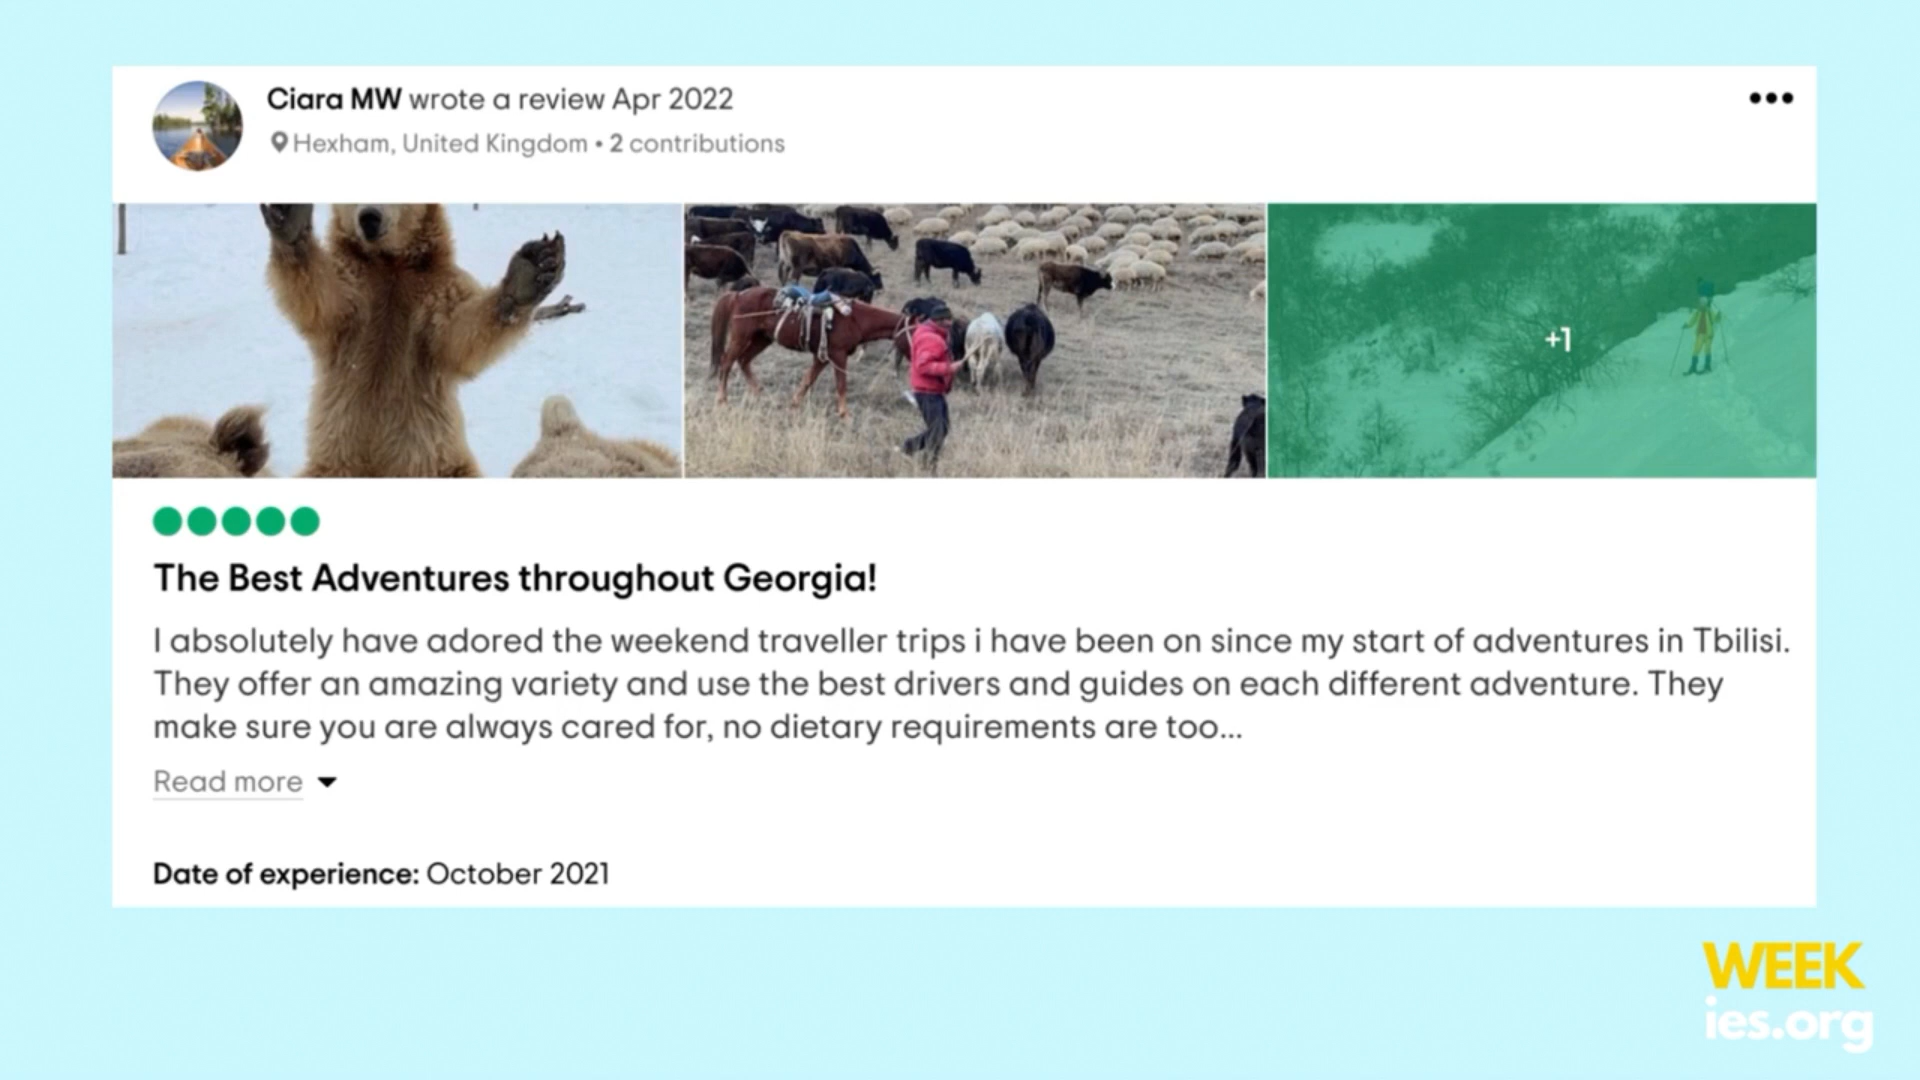 Ciara MW wrote a review Apr 2022
Hexham, United Kingdom • 2 contributions
+1
The Best Adventures throughout Georgia!
I absolutely have adored the weekend traveller trips i have been on since my start of adventures in Tbilisi.
They offer an amazing variety and use the best drivers and guides on each different adventure. They
make sure you are always cared for, no dietary requirements are too...
Read more
Date of experience: October 2021
WEEK
ies.org